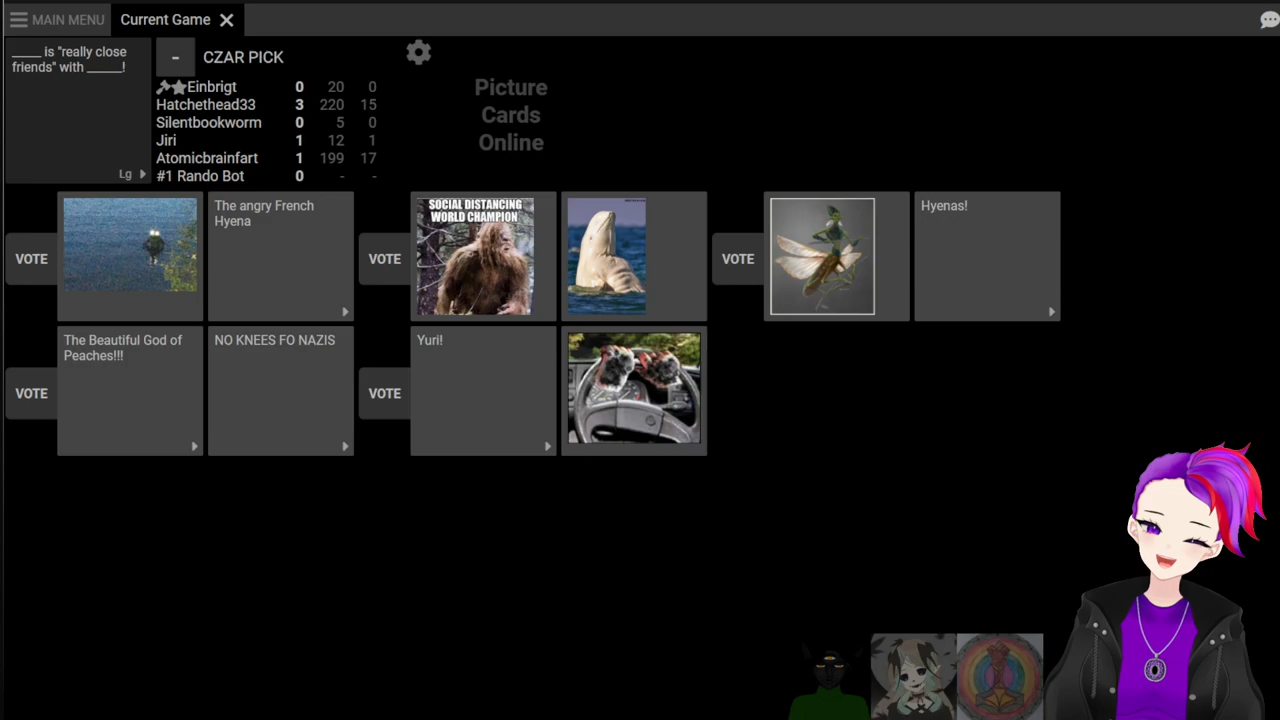 MAIN MENU
Current Game
_____ is "really close
friends" with ______!
Lg
-
CZAR PICK
Einbrigt 0 20 0
Hatchethead33 3 220 15
Silentbookworm 0 5 0
Jiri 1 12 1
Atomicbrainfart 1 199 17
#1 Rando Bot 0 - -
Picture
Cards
Online
VOTE
The angry French
Hyena
VOTE
SOCIAL DISTANCING
WORLD CHAMPION
VOTE
Hyenas!
VOTE
The Beautiful God of
Peaches!!!
NO KNEES FO NAZIS
VOTE
Yuri!